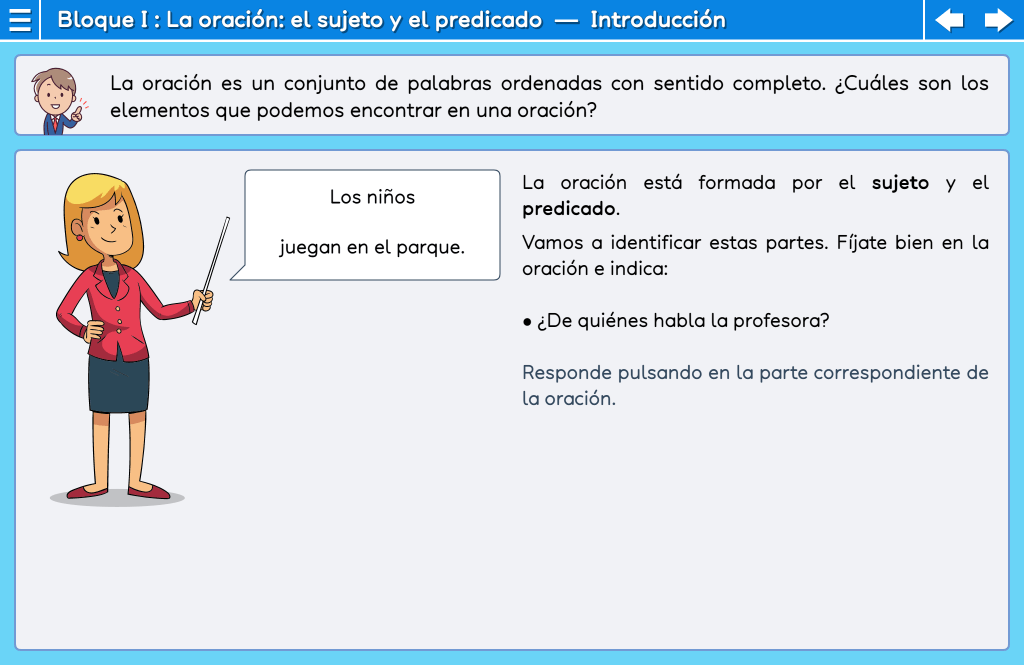 Bloque I : La oración: el sujeto y el predicado — Introducción
La oración es un conjunto de palabras ordenadas con sentido completo. ¿Cuáles son los
elementos que podemos encontrar en una oración?
Los niños
juegan en el parque.
La oración está formada por el sujeto y el
predicado.
Vamos a identificar estas partes. Fíjate bien en la
oración e indica:
• ¿De quiénes habla la profesora?
Responde pulsando en la parte correspondiente de
la oración.